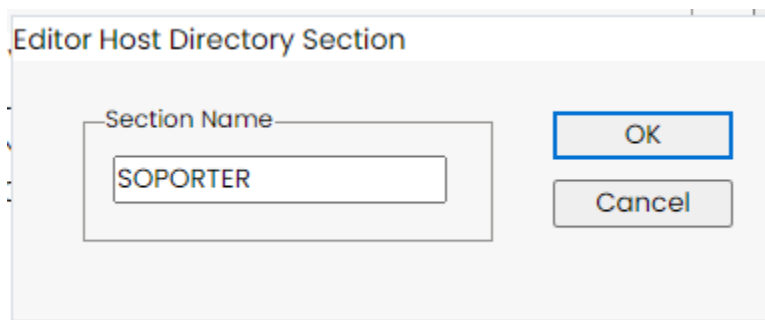 Editor Host Directory Section
Section Name
OK
SOPORTER
Cancel